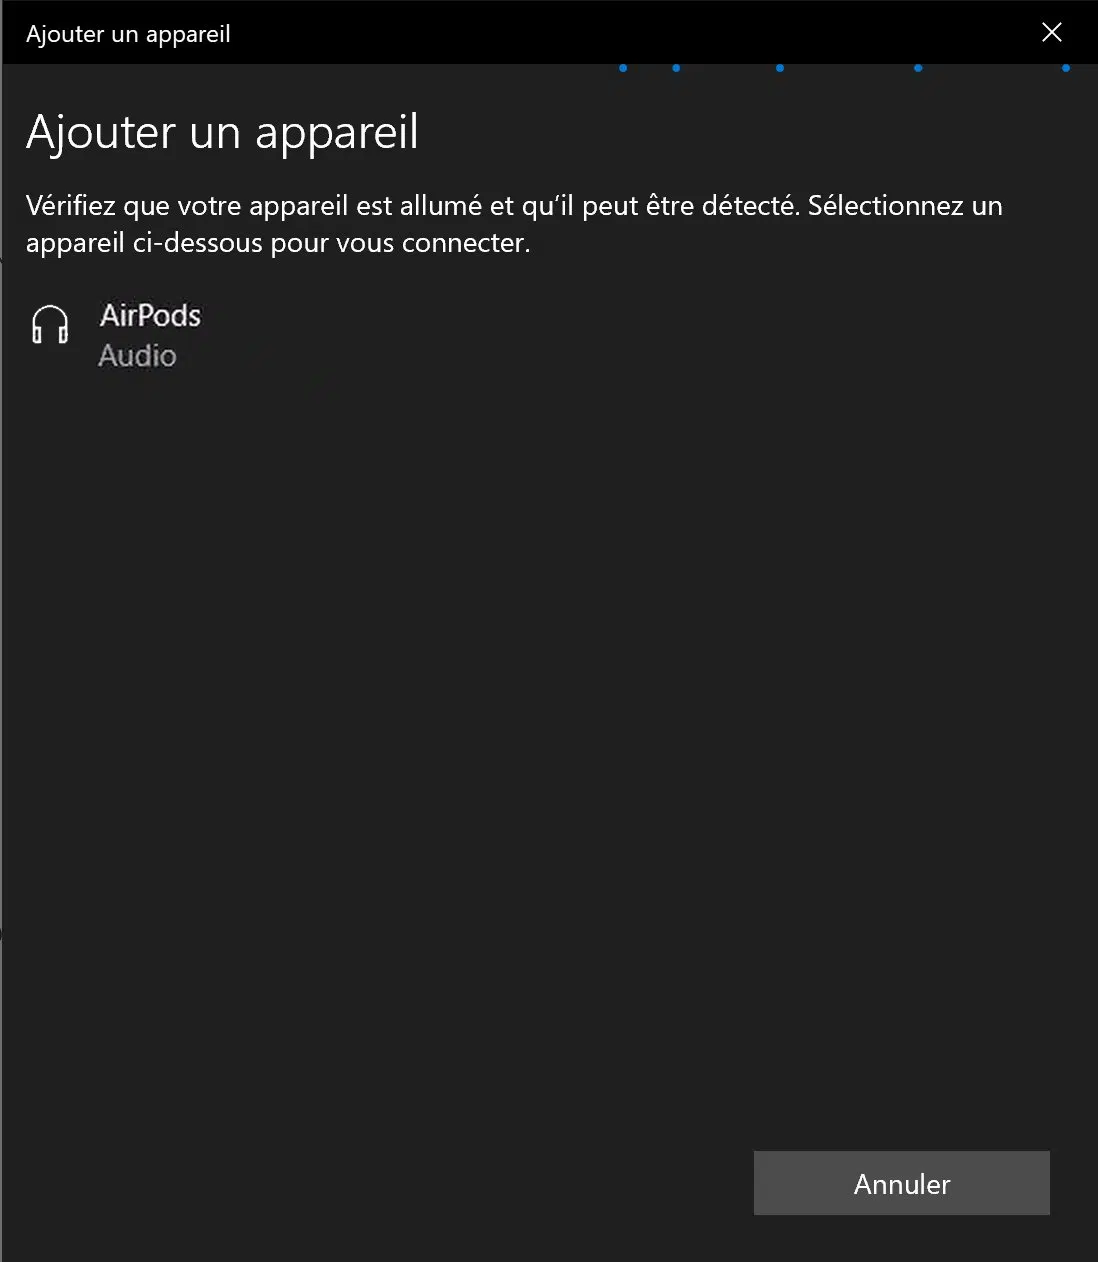 Ajouter un appareil
Ajouter un appareil
Vérifiez que votre appareil est allumé et qu’il peut être détecté. Sélectionnez un
appareil ci-dessous pour vous connecter.
AirPods
Audio
Annuler